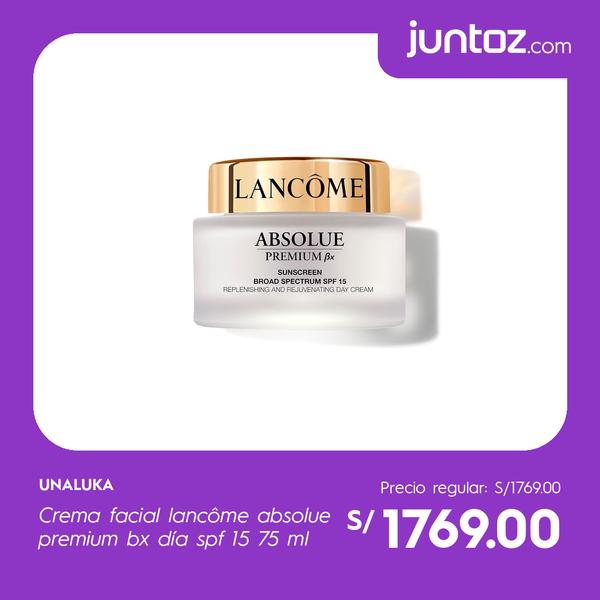 juntoz.com
LANCÔME
ABSOLUE
PREMIUM βx
SUNSCREEN
BROAD SPECTRUM SPF 15
REPLENISHING AND REJUVENATING DAY CREAM
UNALUKA
Crema facial lancôme absolue
premium bx día spf 15 75 ml
Precio regular: S/1769.00
S/ 1769.00